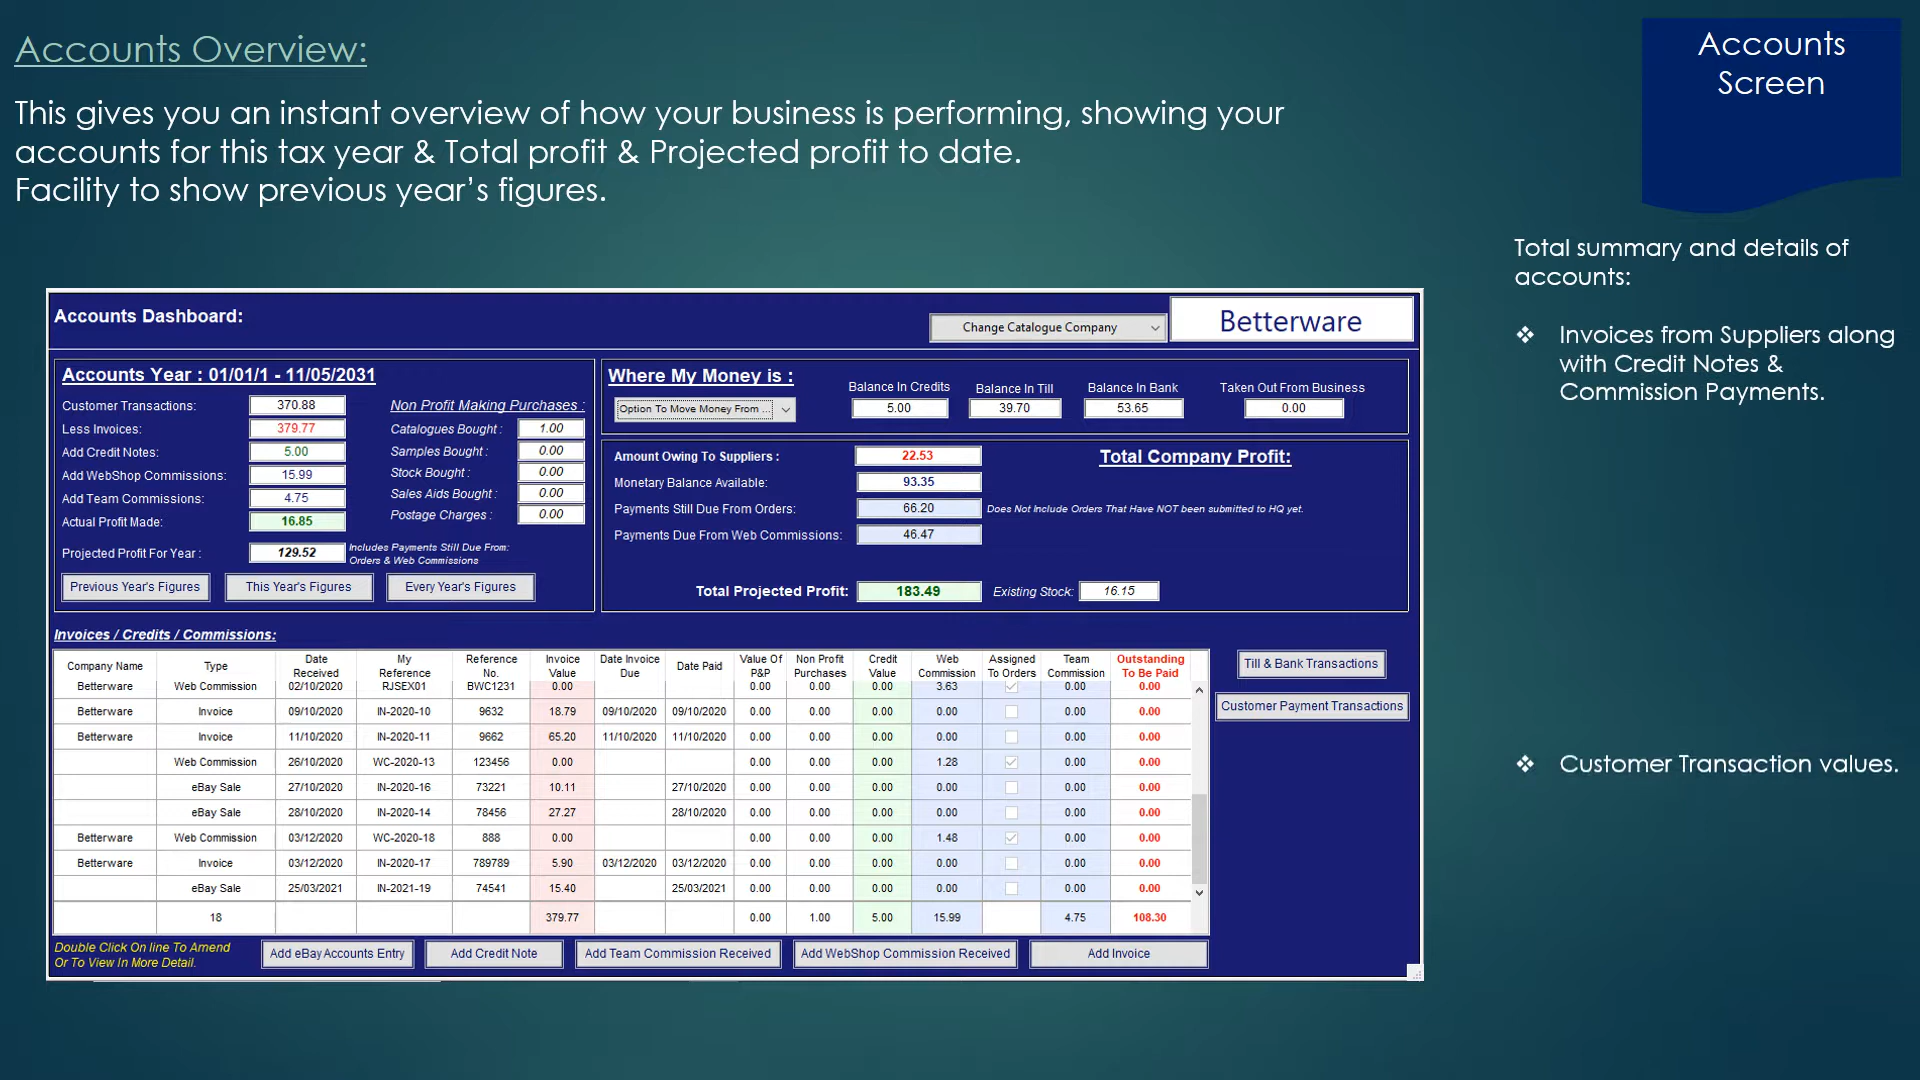 Accounts Overview:
This gives you an instant overview of how your business is performing, showing your
accounts for this tax year & Total profit & Projected profit to date.
Facility to show previous year’s figures.
Accounts
Screen
Total summary and details of
accounts:
❖ Invoices from Suppliers along
with Credit Notes &
Commission Payments.
❖ Customer Transaction values.
Accounts Dashboard:
Change Catalogue Company
Betterware
Accounts Year : 01/01/1 - 11/05/2031
Customer Transactions: 370.88
Less Invoices: 379.77
Add Credit Notes: 5.00
Add WebShop Commissions: 15.99
Add Team Commissions: 4.75
Actual Profit Made: 16.85
Projected Profit For Year : 129.52
Includes Payments Still Due From:
Orders & Web Commissions
Non Profit Making Purchases :
Catalogues Bought : 1.00
Samples Bought : 0.00
Stock Bought : 0.00
Sales Aids Bought : 0.00
Postage Charges : 0.00
Previous Year's Figures This Year's Figures Every Year's Figures
Where My Money is :
Option To Move Money From ...
Balance In Credits Balance In Till Balance In Bank Taken Out From Business
5.00 39.70 53.65 0.00
Amount Owing To Suppliers : 22.53
Total Company Profit:
Monetary Balance Available: 93.35
Payments Still Due From Orders: 66.20 Does Not Include Orders That Have NOT been submitted to HQ yet.
Payments Due From Web Commissions: 46.47
Total Projected Profit: 183.49 Existing Stock: 16.15
Invoices / Credits / Commissions:
Company Name Type Date Received My Reference Reference No. Invoice Value Date Invoice Due Date Paid Value Of P&P Non Profit Purchases Credit Value Web Commission Assigned To Orders Team Commission Outstanding To Be Paid
Betterware Web Commission 02/10/2020 RJSEX01 BWC1231 0.00 0.00 0.00 0.00 3.63 0.00 0.00
Betterware Invoice 09/10/2020 IN-2020-10 9632 18.79 09/10/2020 09/10/2020 0.00 0.00 0.00 0.00 0.00 0.00
Betterware Invoice 11/10/2020 IN-2020-11 9662 65.20 11/10/2020 11/10/2020 0.00 0.00 0.00 0.00 0.00 0.00
Web Commission 26/10/2020 WC-2020-13 123456 0.00 0.00 0.00 0.00 1.28 0.00 0.00
eBay Sale 27/10/2020 IN-2020-16 73221 10.11 27/10/2020 0.00 0.00 0.00 0.00 0.00 0.00
eBay Sale 28/10/2020 IN-2020-14 78456 27.27 28/10/2020 0.00 0.00 0.00 0.00 0.00 0.00
Betterware Web Commission 03/12/2020 WC-2020-18 888 0.00 0.00 0.00 0.00 1.48 0.00 0.00
Betterware Invoice 03/12/2020 IN-2020-17 789789 5.90 03/12/2020 03/12/2020 0.00 0.00 0.00 0.00 0.00 0.00
eBay Sale 25/03/2021 IN-2021-19 74541 15.40 25/03/2021 0.00 0.00 0.00 0.00 0.00 0.00
18 379.77 0.00 1.00 5.00 15.99 4.75 108.30
Till & Bank Transactions
Customer Payment Transactions
Double Click On line To Amend
Or To View In More Detail.
Add eBay Accounts Entry Add Credit Note Add Team Commission Received Add WebShop Commission Received Add Invoice